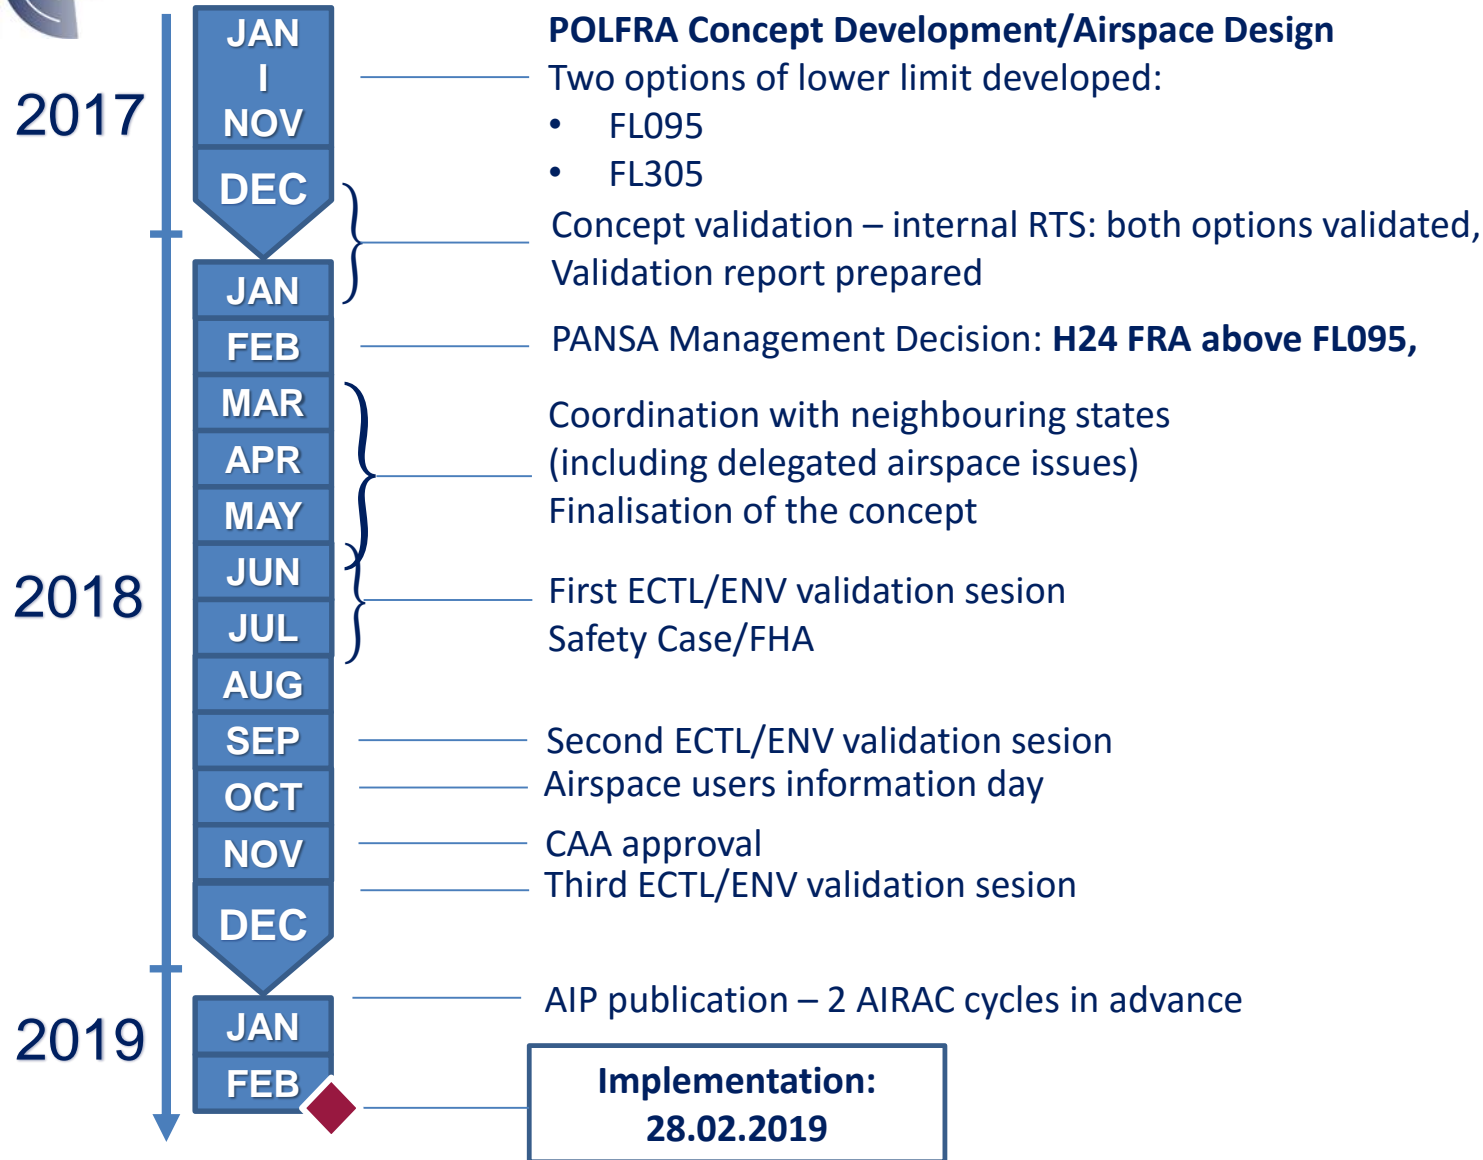 2017
JAN
I
NOV
DEC
POLFRA Concept Development/Airspace Design
Two options of lower limit developed:
• FL095
• FL305
Concept validation – internal RTS: both options validated,
Validation report prepared
2018
JAN
FEB
PANSA Management Decision: H24 FRA above FL095,
MAR
APR
MAY
Coordination with neighbouring states
(including delegated airspace issues)
Finalisation of the concept
JUN
JUL
First ECTL/ENV validation sesion
Safety Case/FHA
AUG
SEP
Second ECTL/ENV validation sesion
OCT
Airspace users information day
NOV
CAA approval
Third ECTL/ENV validation sesion
DEC
2019
AIP publication – 2 AIRAC cycles in advance
JAN
FEB
Implementation:
28.02.2019